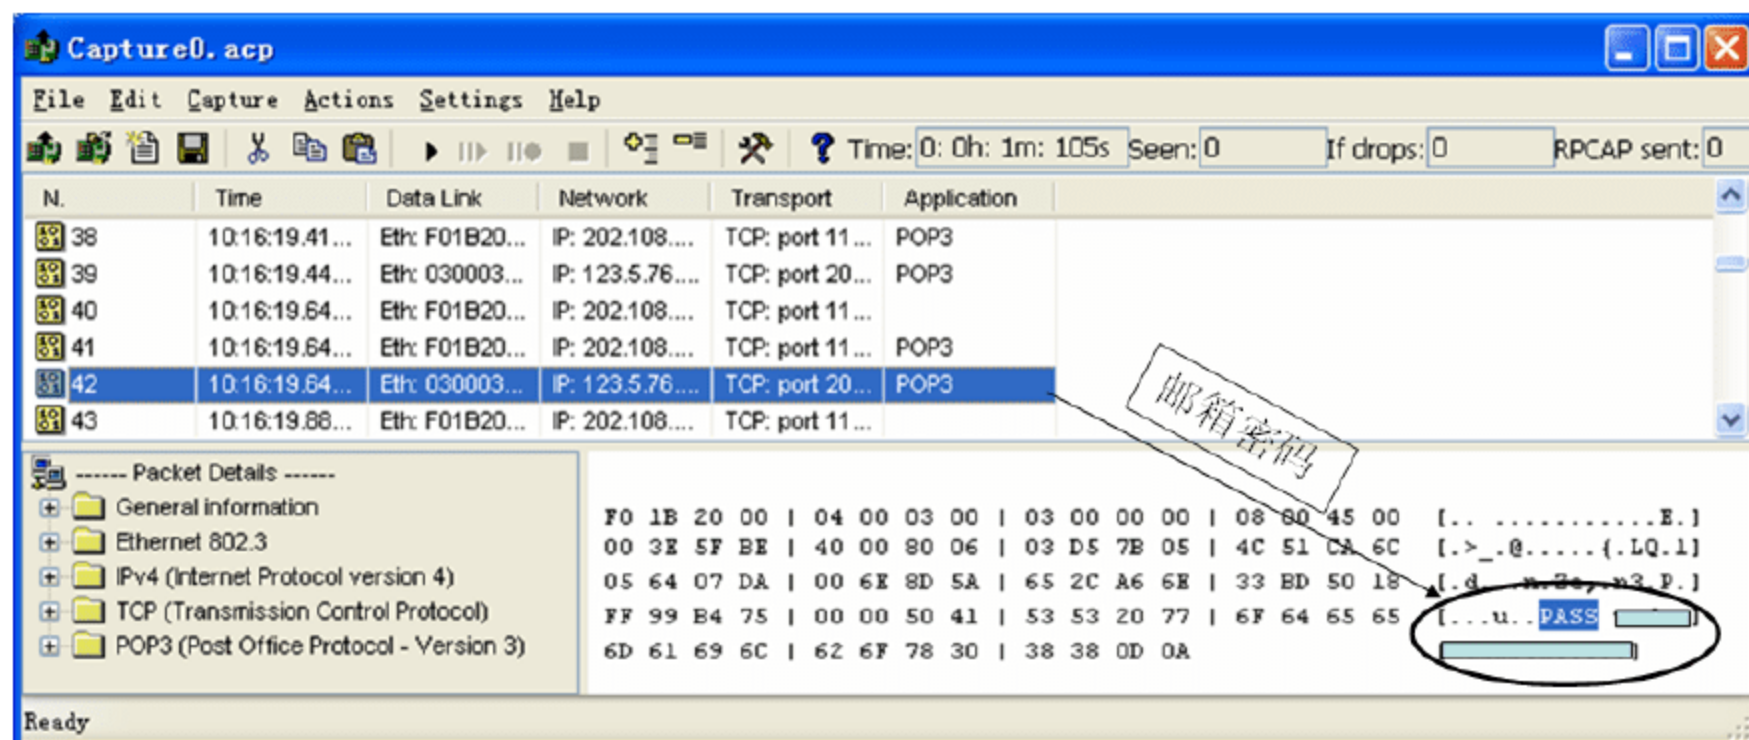 Capture0.acp
File Edit Capture Actions Settings Help
Time: 0: 0h: 1m: 105s Seen: 0 If drops: 0 RPCAP sent: 0
N. Time Data Link Network Transport Application
38 10:16:19.41... Eth: F01B20... IP: 202.108.... TCP: port 11... POP3
39 10:16:19.44... Eth: 030003... IP: 123.5.76.... TCP: port 20... POP3
40 10:16:19.64... Eth: F01B20... IP: 202.108.... TCP: port 11...
41 10:16:19.64... Eth: F01B20... IP: 202.108.... TCP: port 11... POP3
42 10:16:19.64... Eth: 030003... IP: 123.5.76.... TCP: port 20... POP3
43 10:16:19.88... Eth: F01B20... IP: 202.108.... TCP: port 11...
邮箱密码
------ Packet Details ------
General information
Ethernet 802.3
IPv4 (Internet Protocol version 4)
TCP (Transmission Control Protocol)
POP3 (Post Office Protocol - Version 3)
F0 1B 20 00 | 04 00 03 00 | 03 00 00 00 | 08 00 45 00 [.. ............E.]
00 3E 5F BE | 40 00 80 06 | 03 D5 7B 05 | 4C 51 CA 6C [.>_.@.....{.LQ.l]
05 64 07 DA | 00 6E 8D 5A | 65 2C A6 6E | 33 BD 50 18 [.d...n.Ze,.n3.P.]
FF 99 B4 75 | 00 00 50 41 | 53 53 20 77 | 6F 64 65 65 [...u..PASS
6D 61 69 6C | 62 6F 78 30 | 38 38 0D 0A
Ready